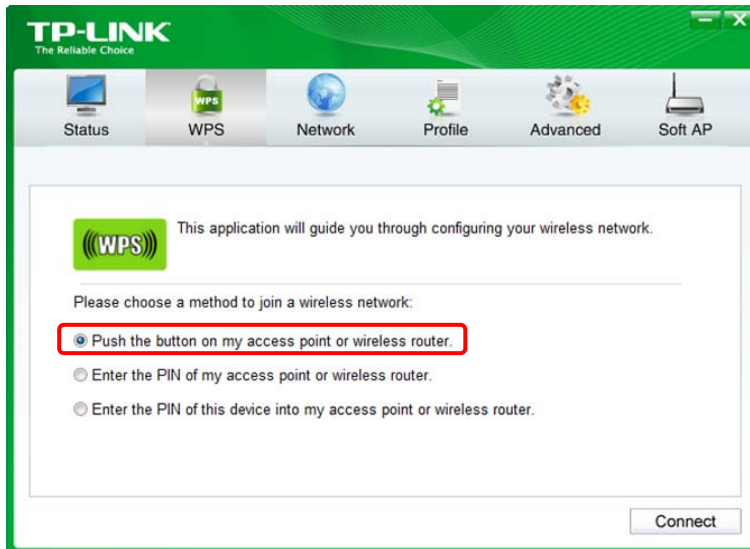 TP-LINK
The Reliable Choice
Status WPS Network Profile Advanced Soft AP
WPS
This application will guide you through configuring your wireless network.
(((WPS)))
Please choose a method to join a wireless network:
Push the button on my access point or wireless router.
Enter the PIN of my access point or wireless router.
Enter the PIN of this device into my access point or wireless router.
Connect